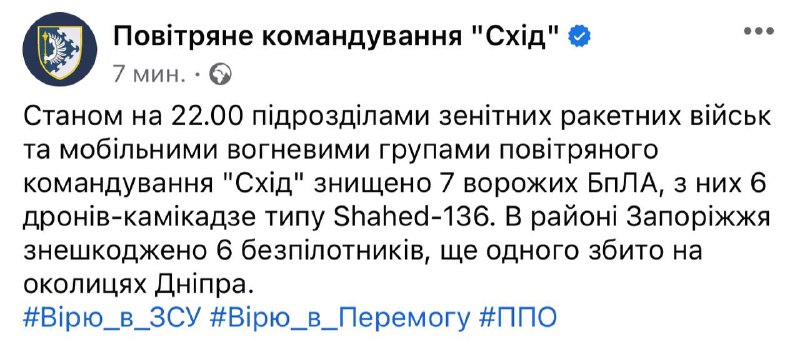 Повітряне командування "Схід"
7 мин. ·
Станом на 22.00 підрозділами зенітних ракетних військ
та мобільними вогневими групами повітряного
командування "Схід" знищено 7 ворожих БпЛА, з них 6
дронів-камікадзе типу Shahed-136. В районі Запоріжжя
знешкоджено 6 безпілотників, ще одного збито на
околицях Дніпра.
#Вірю_в_ЗСУ #Вірю_в_Перемогу #ППО